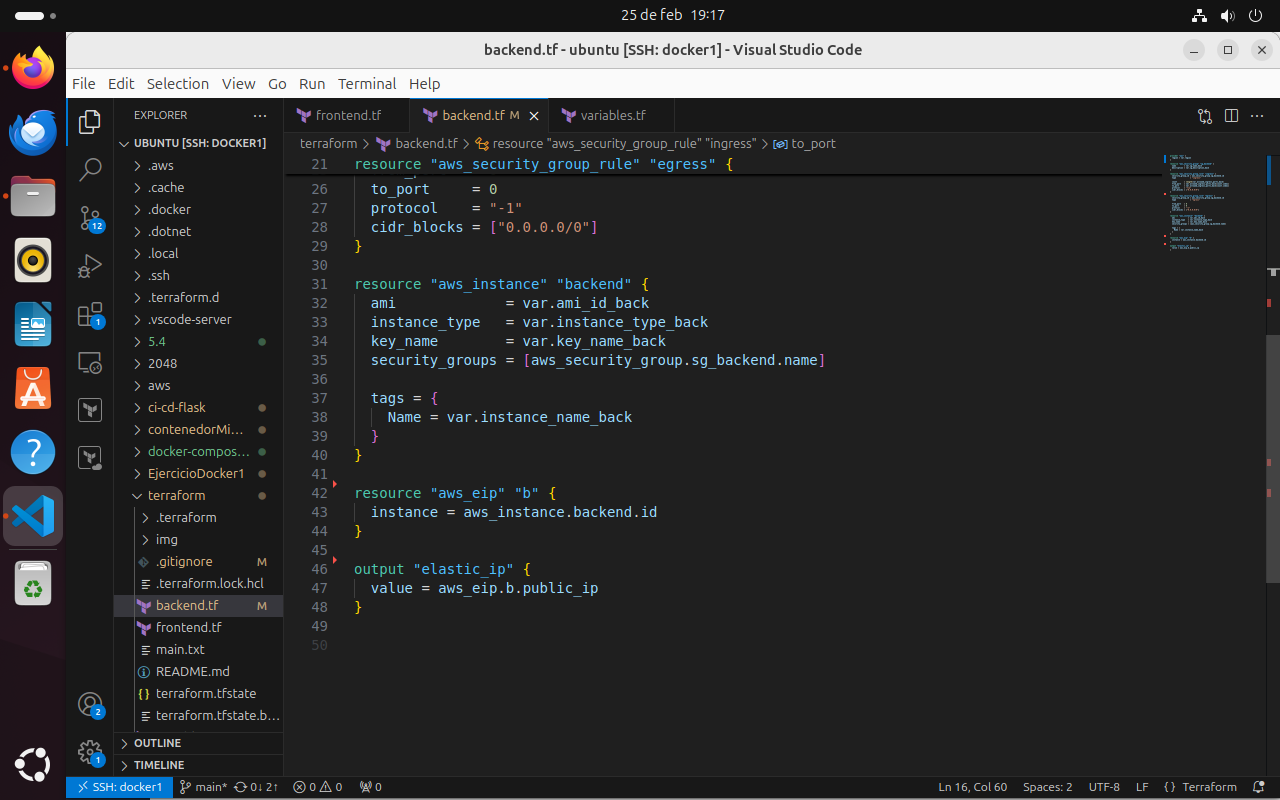 25 de feb 19:17
backend.tf - ubuntu [SSH: docker1] - Visual Studio Code
File Edit Selection View Go Run Terminal Help
EXPLORER
UBUNTU [SSH: DOCKER1]
.aws
.cache
.docker
.dotnet
.local
.ssh
.terraform.d
.vscode-server
5.4
2048
aws
ci-cd-flask
contenedorMi...
docker-compos...
EjercicioDocker1
terraform
.terraform
img
.gitignore M
.terraform.lock.hcl
backend.tf M
frontend.tf
main.txt
README.md
terraform.tfstate
terraform.tfstate.b...
OUTLINE
TIMELINE
12
1
2
1
frontend.tf backend.tf M variables.tf
terraform > backend.tf > resource "aws_security_group_rule" "ingress" > to_port
21 resource "aws_security_group_rule" "egress" {
26 to_port = 0
27 protocol = "-1"
28 cidr_blocks = ["0.0.0.0/0"]
29 }
30
31 resource "aws_instance" "backend" {
32 ami = var.ami_id_back
33 instance_type = var.instance_type_back
34 key_name = var.key_name_back
35 security_groups = [aws_security_group.sg_backend.name]
36
37 tags = {
38 Name = var.instance_name_back
39 }
40 }
41
42 resource "aws_eip" "b" {
43 instance = aws_instance.backend.id
44 }
45
46 output "elastic_ip" {
47 value = aws_eip.b.public_ip
48 }
49
50
SSH: docker1 main* 0↓ 2↑ 0 0 0 Ln 16, Col 60 Spaces: 2 UTF-8 LF {} Terraform